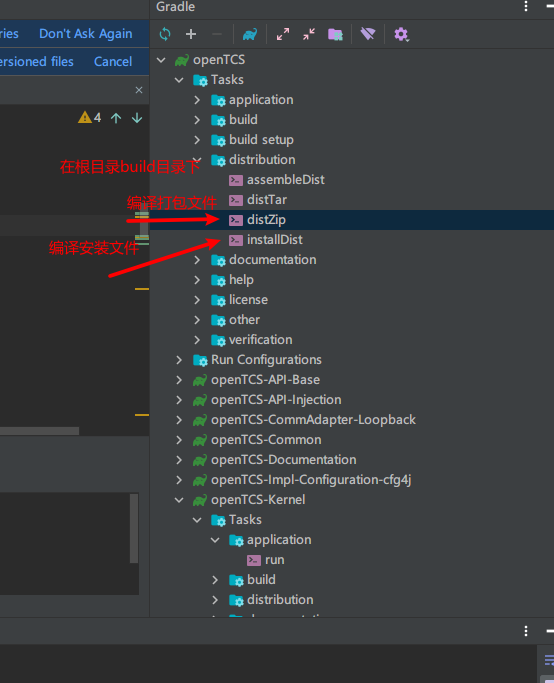 Gradle
ries Don't Ask Again
ersioned files Cancel
4
openTCS
Tasks
application
build
build setup
distribution
在根目录build目录下
assembleDist
distTar
编译打包文件
distZip
编译安装文件
installDist
documentation
help
license
other
verification
Run Configurations
openTCS-API-Base
openTCS-API-Injection
openTCS-CommAdapter-Loopback
openTCS-Common
openTCS-Documentation
openTCS-Impl-Configuration-cfg4j
openTCS-Kernel
Tasks
application
run
build
distribution